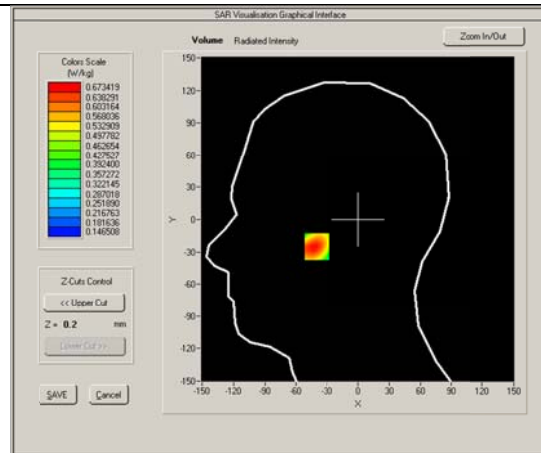 SAR Visualisation Graphical Interface
Volume Radiated Intensity
Zoom In/Out
Colors Scale
(W/kg)
0.673419
0.638291
0.603164
0.568036
0.532909
0.497782
0.462654
0.427527
0.392400
0.357272
0.322145
0.287018
0.251890
0.216763
0.181636
0.146508
Z-Cuts Control
<< Upper Cut
Z = 0.2 mm
Lower Cut >>
SAVE
Cancel
150
120
90
60
30
0
-30
-60
-90
-120
-150
Y
-150 -120 -90 -60 -30 0 30 60 90 120 150
X